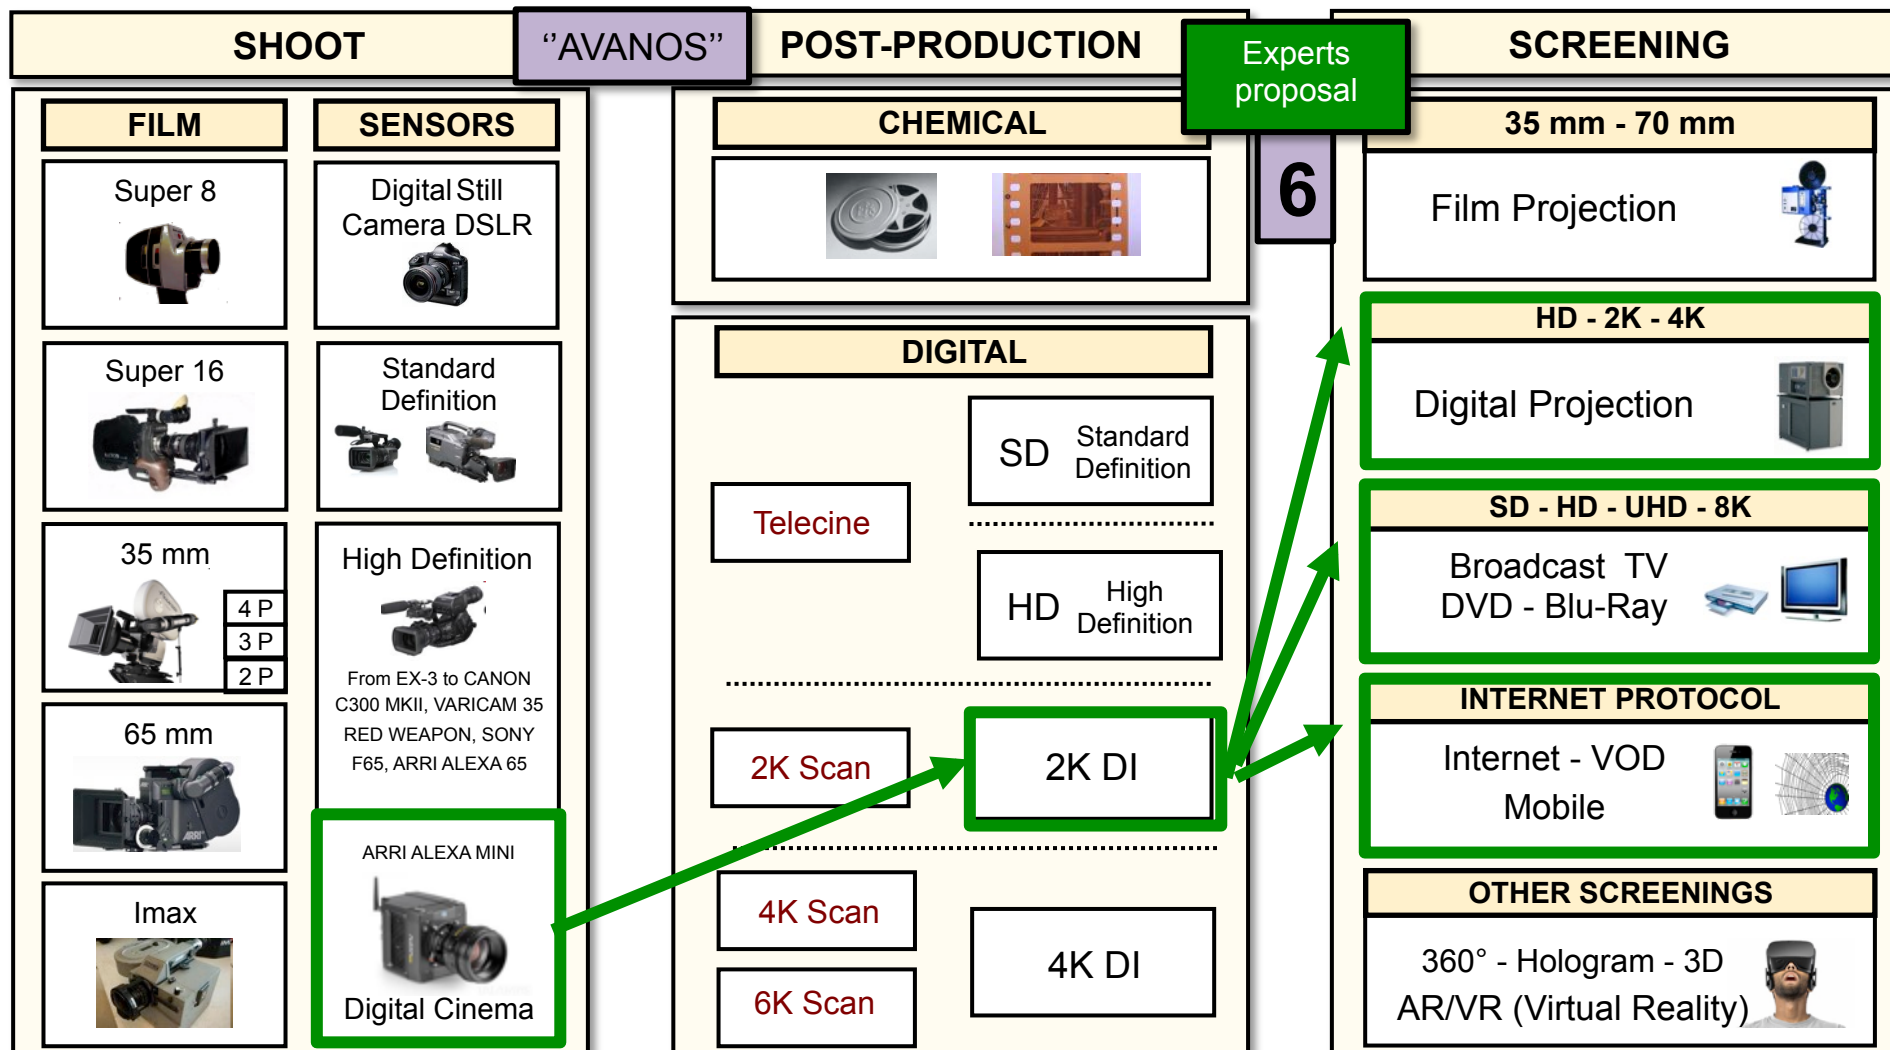 SHOOT
‘’AVANOS’’
POST-PRODUCTION
Experts
proposal
SCREENING
FILM
Super 8
Super 16
35 mm
4 P
3 P
2 P
65 mm
Imax
SENSORS
Digital Still
Camera DSLR
Standard
Definition
High Definition
From EX-3 to CANON
C300 MKII, VARICAM 35
RED WEAPON, SONY
F65, ARRI ALEXA 65
ARRI ALEXA MINI
Digital Cinema
CHEMICAL
6
DIGITAL
SD Standard
Definition
Telecine
HD High
Definition
2K Scan
2K DI
4K Scan
4K DI
6K Scan
35 mm - 70 mm
Film Projection
HD - 2K - 4K
Digital Projection
SD - HD - UHD - 8K
Broadcast TV
DVD - Blu-Ray
INTERNET PROTOCOL
Internet - VOD
Mobile
OTHER SCREENINGS
360° - Hologram - 3D
AR/VR (Virtual Reality)